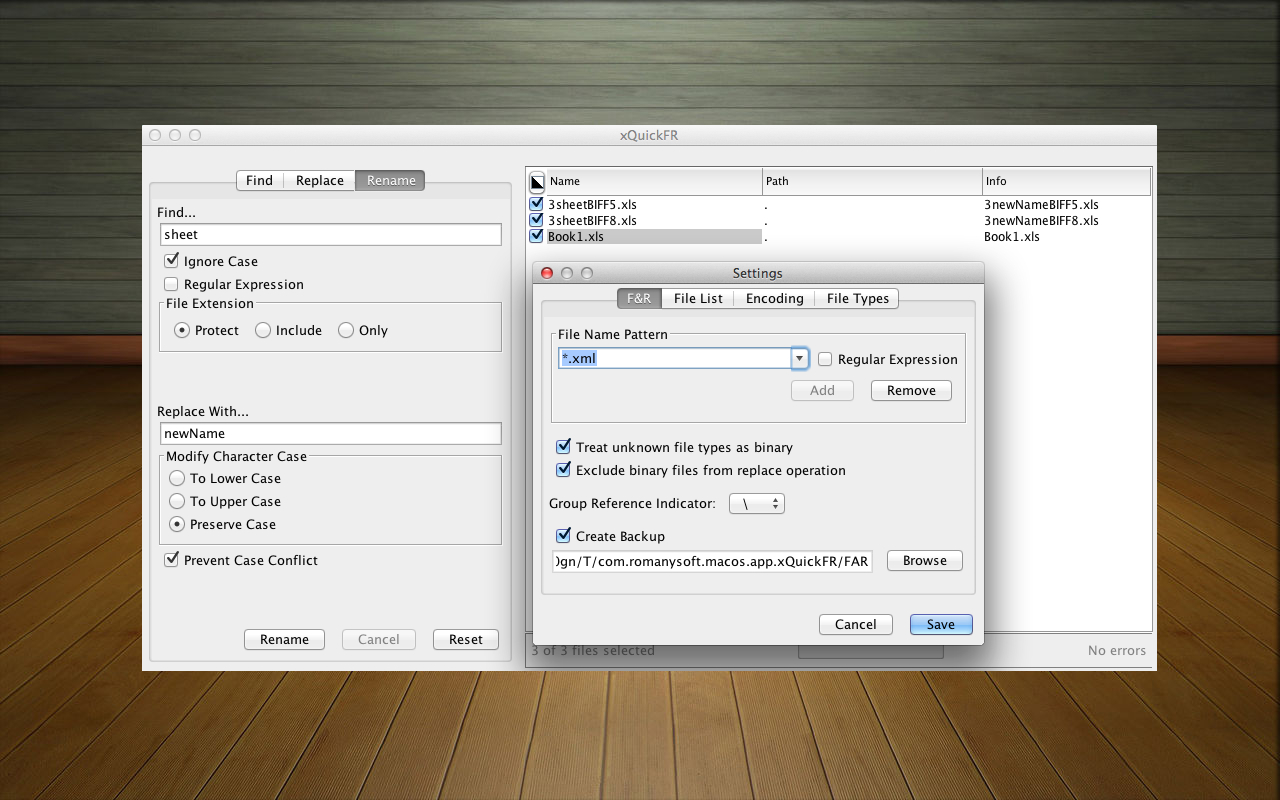 xQuickFR
Find Replace Rename
Find...
sheet
Ignore Case
Regular Expression
File Extension
Protect Include Only
Replace With...
newName
Modify Character Case
To Lower Case
To Upper Case
Preserve Case
Prevent Case Conflict
Rename Cancel Reset
Name Path Info
3sheetBIFF5.xls . 3newNameBIFF5.xls
3sheetBIFF8.xls . 3newNameBIFF8.xls
Book1.xls . Book1.xls
Settings
F&R File List Encoding File Types
File Name Pattern
*.xml Regular Expression
Add Remove
Treat unknown file types as binary
Exclude binary files from replace operation
Group Reference Indicator: \
Create Backup
gn/T/com.romanysoft.macos.app.xQuickFR/FAR Browse
Cancel Save
3 of 3 files selected No errors